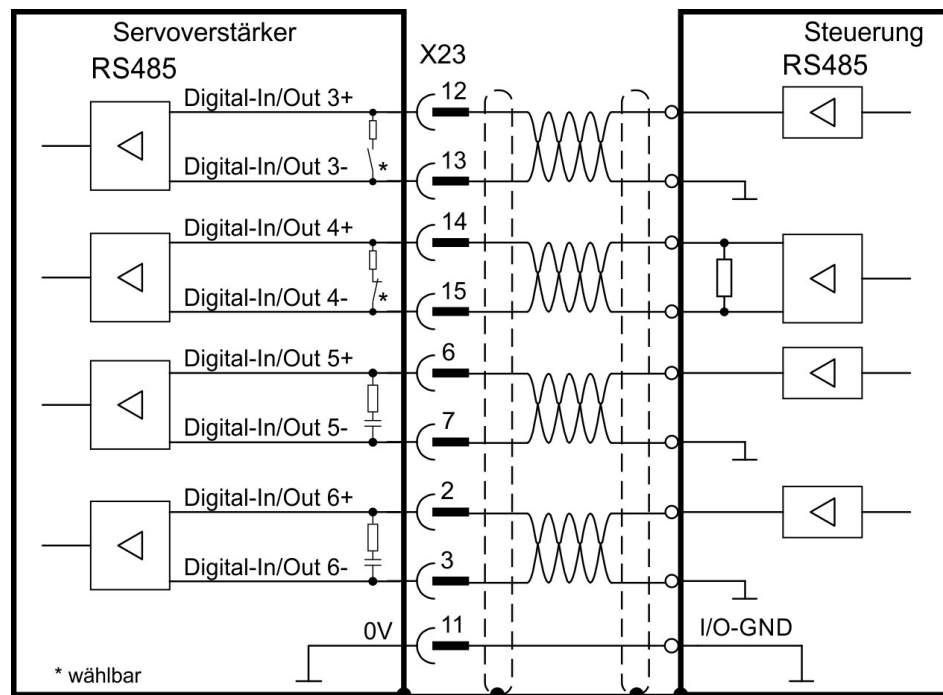 Servoverstärker
Steuerung
RS485
X23
RS485
Digital-In/Out 3+
12
Digital-In/Out 3-
*
13
Digital-In/Out 4+
14
Digital-In/Out 4-
*
15
Digital-In/Out 5+
6
Digital-In/Out 5-
7
Digital-In/Out 6+
2
Digital-In/Out 6-
3
0V
11
I/O-GND
* wählbar